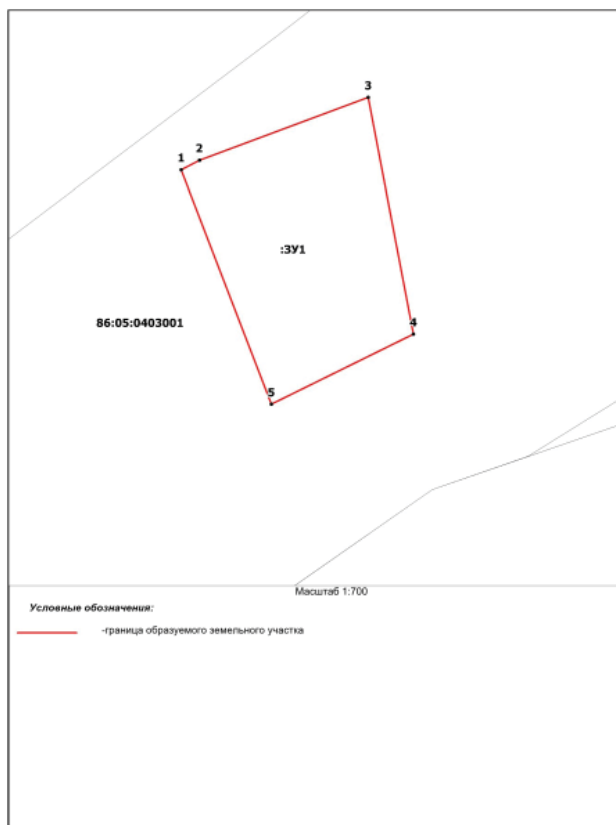 3
2
1
:ЗУ1
86:05:0403001
4
5
Масштаб 1:700
Условные обозначения:
-граница образуемого земельного участка